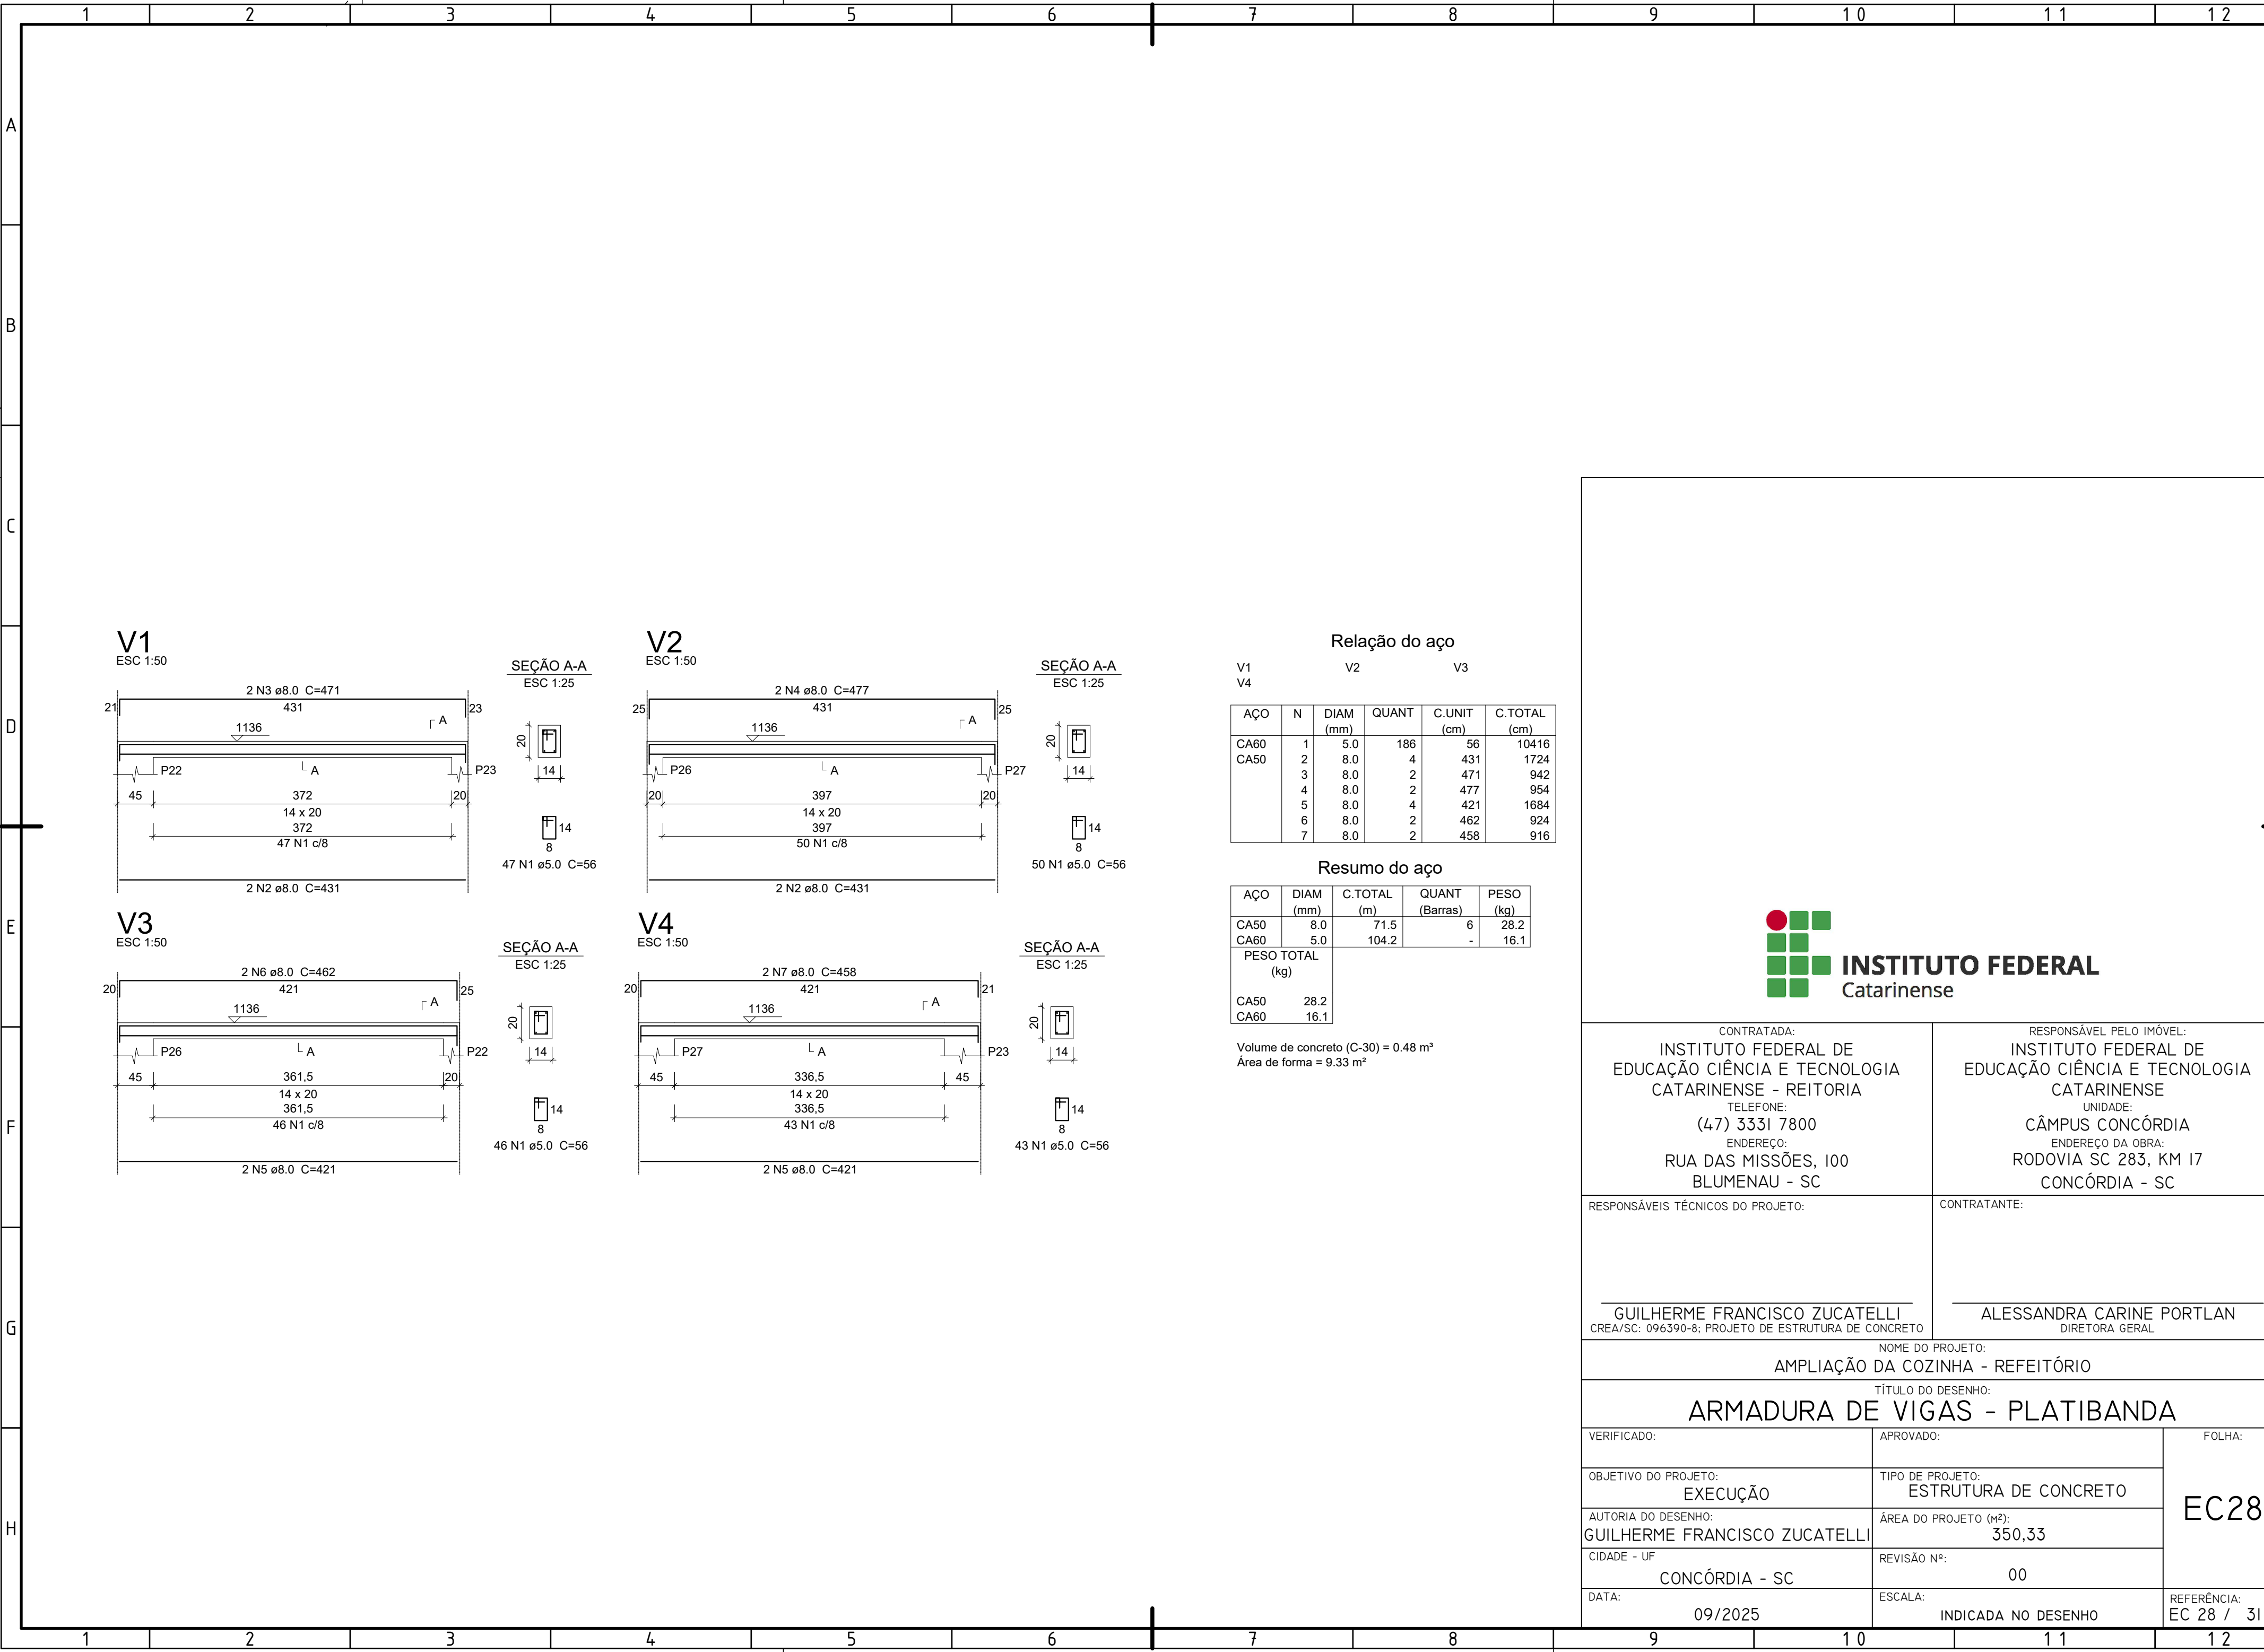 1 2 3 4 5 6 7 8 9 10 11 12
A
B
C
D
E
F
G
H
V1
ESC 1:50
2 N3 ø8.0 C=471
21 431 23
A
1136
P22 A P23
45 372 20
14 x 20
372
47 N1 c/8
2 N2 ø8.0 C=431
SEÇÃO A-A
ESC 1:25
20
14
14
8
47 N1 ø5.0 C=56
V2
ESC 1:50
2 N4 ø8.0 C=477
25 431 25
A
1136
P26 A P27
20 397 20
14 x 20
397
50 N1 c/8
2 N2 ø8.0 C=431
SEÇÃO A-A
ESC 1:25
20
14
14
8
50 N1 ø5.0 C=56
V3
ESC 1:50
2 N6 ø8.0 C=462
20 421 25
A
1136
P26 A P22
45 361,5 20
14 x 20
361,5
46 N1 c/8
2 N5 ø8.0 C=421
SEÇÃO A-A
ESC 1:25
20
14
14
8
46 N1 ø5.0 C=56
V4
ESC 1:50
2 N7 ø8.0 C=458
20 421 21
A
1136
P27 A P23
45 336,5 45
14 x 20
336,5
43 N1 c/8
2 N5 ø8.0 C=421
SEÇÃO A-A
ESC 1:25
20
14
14
8
43 N1 ø5.0 C=56
Relação do aço
V1 V2 V3
V4
AÇO N DIAM QUANT C.UNIT C.TOTAL
(mm) (cm) (cm)
CA60 1 5.0 186 56 10416
CA50 2 8.0 4 431 1724
3 8.0 2 471 942
4 8.0 2 477 954
5 8.0 4 421 1684
6 8.0 2 462 924
7 8.0 2 458 916
Resumo do aço
AÇO DIAM C.TOTAL QUANT PESO
(mm) (m) (Barras) (kg)
CA50 8.0 71.5 6 28.2
CA60 5.0 104.2 - 16.1
PESO TOTAL
(kg)
CA50 28.2
CA60 16.1
Volume de concreto (C-30) = 0.48 m³
Área de forma = 9.33 m²
INSTITUTO FEDERAL
Catarinense
CONTRATADA:
INSTITUTO FEDERAL DE
EDUCAÇÃO CIÊNCIA E TECNOLOGIA
CATARINENSE - REITORIA
TELEFONE:
(47) 3331 7800
ENDEREÇO:
RUA DAS MISSÕES, 100
BLUMENAU - SC
RESPONSÁVEL PELO IMÓVEL:
INSTITUTO FEDERAL DE
EDUCAÇÃO CIÊNCIA E TECNOLOGIA
CATARINENSE
UNIDADE:
CÂMPUS CONCÓRDIA
ENDEREÇO DA OBRA:
RODOVIA SC 283, KM 17
CONCÓRDIA - SC
RESPONSÁVEIS TÉCNICOS DO PROJETO:
GUILHERME FRANCISCO ZUCATELLI
CREA/SC: 096390-8; PROJETO DE ESTRUTURA DE CONCRETO
CONTRATANTE:
ALESSANDRA CARINE PORTLAN
DIRETORA GERAL
NOME DO PROJETO:
AMPLIAÇÃO DA COZINHA - REFEITÓRIO
TÍTULO DO DESENHO:
ARMADURA DE VIGAS - PLATIBANDA
VERIFICADO:
APROVADO:
FOLHA:
EC28
OBJETIVO DO PROJETO:
EXECUÇÃO
TIPO DE PROJETO:
ESTRUTURA DE CONCRETO
AUTORIA DO DESENHO:
GUILHERME FRANCISCO ZUCATELLI
ÁREA DO PROJETO (M²):
350,33
CIDADE - UF
CONCÓRDIA - SC
REVISÃO Nº:
00
DATA:
09/2025
ESCALA:
INDICADA NO DESENHO
REFERÊNCIA:
EC 28 / 31
1 2 3 4 5 6 7 8 9 10 11 12